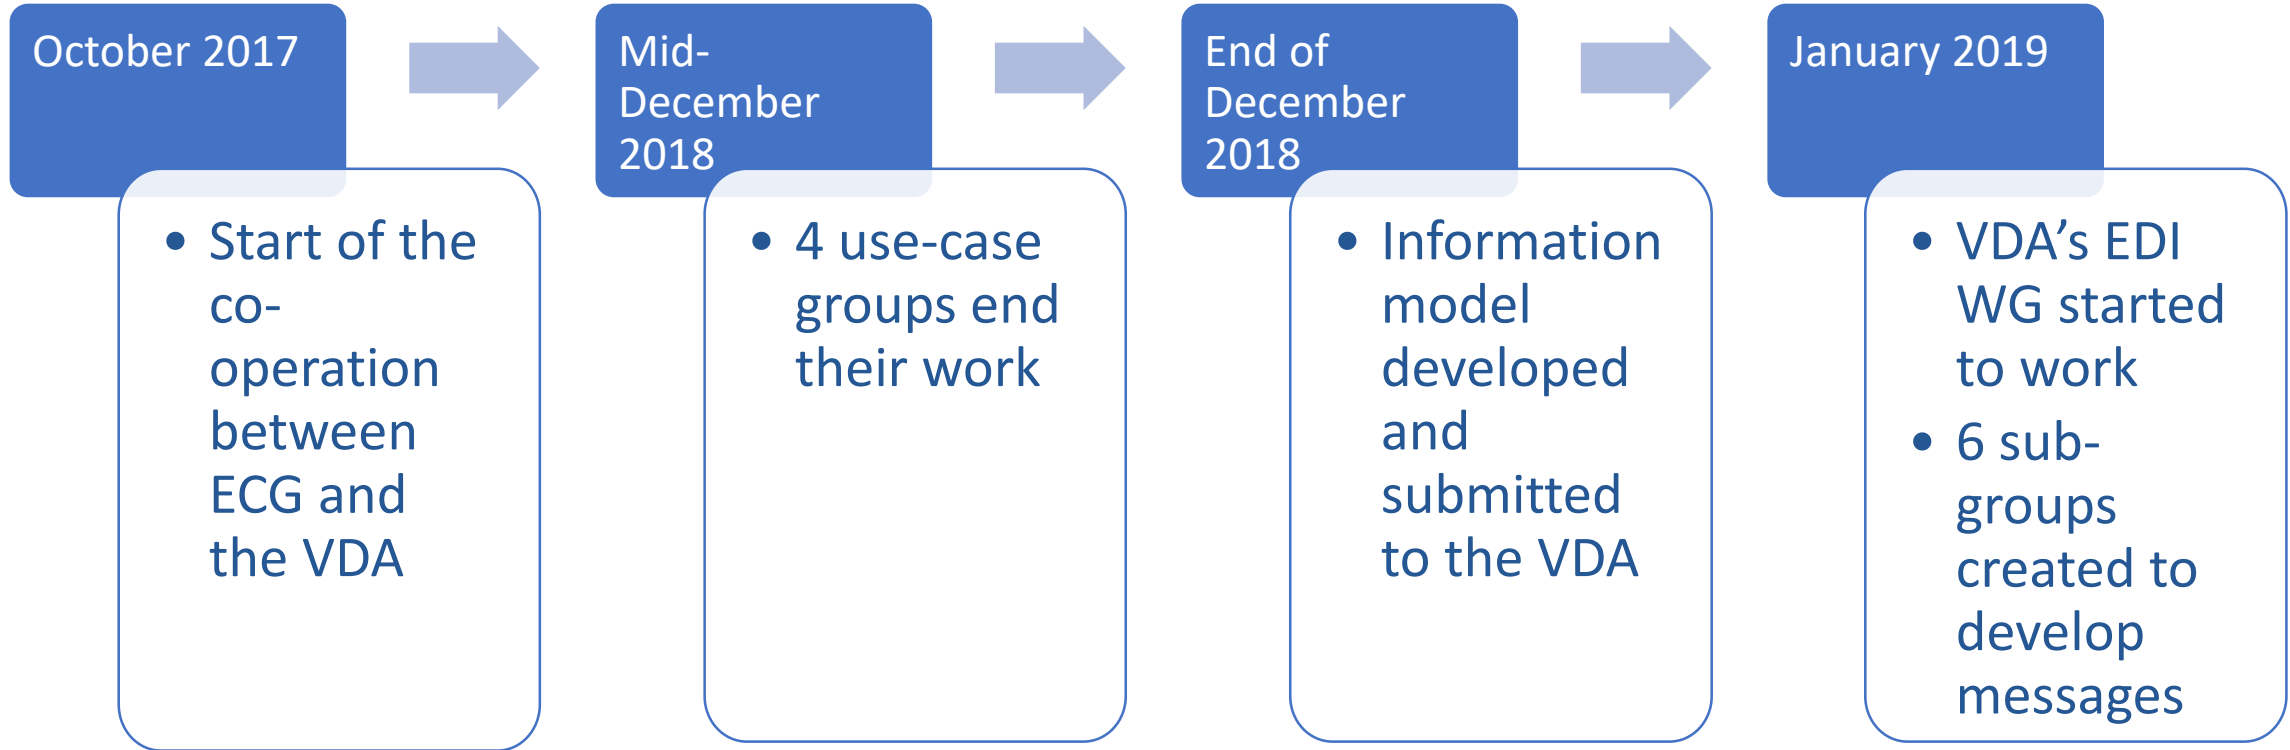 October 2017
• Start of the
co-
operation
between
ECG and
the VDA
Mid-
December
2018
• 4 use-case
groups end
their work
End of
December
2018
• Information
model
developed
and
submitted
to the VDA
January 2019
• VDA’s EDI
WG started
to work
• 6 sub-
groups
created to
develop
messages